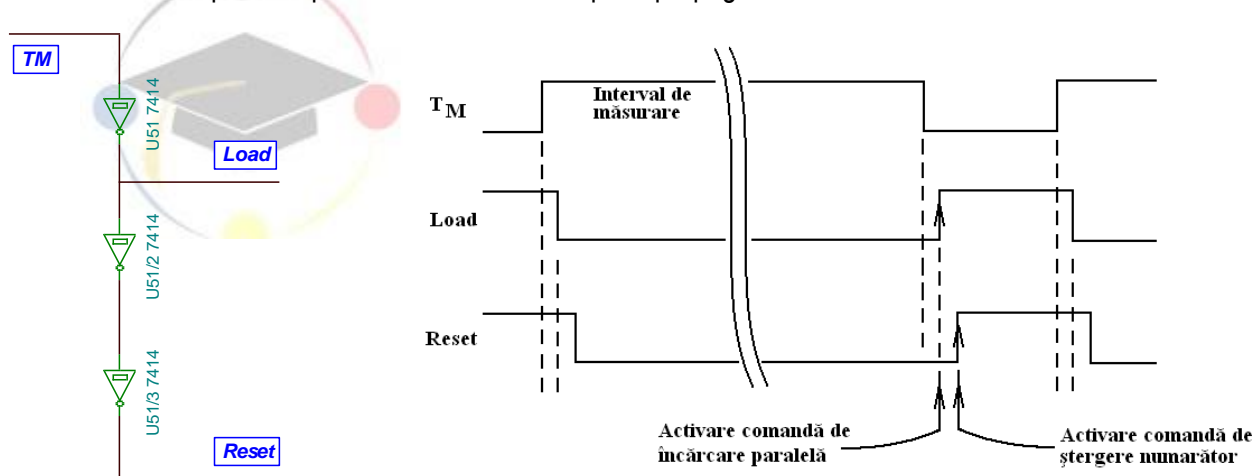 TM
U51 7414
Load
U51/2 7414
U51/3 7414
Reset
TM
Interval de
măsurare
Load
Reset
Activare comandă de
încărcare paralelă
Activare comandă de
ştergere numarător